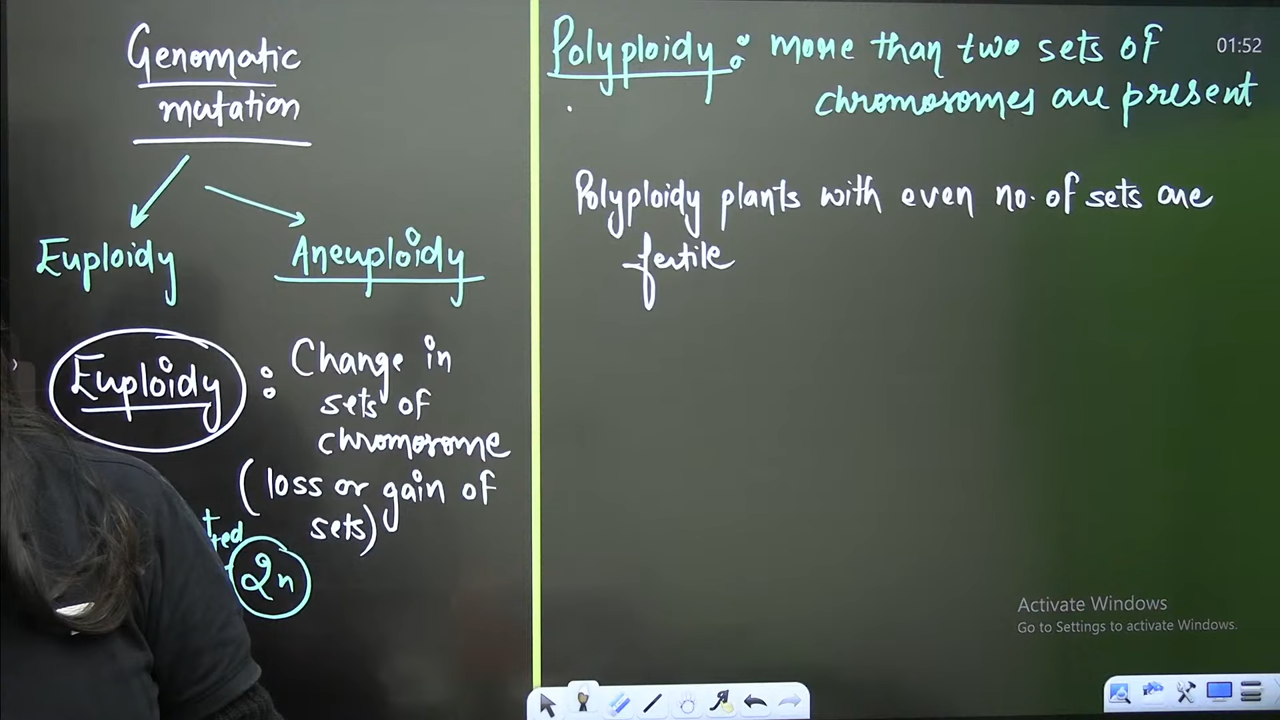 Genomatic
mutation
Euploidy
Aneuploidy
Euploidy : Change in
sets of
chromosome
(loss or gain of
sets)
2n
Polyploidy : more than two sets of
chromosomes are present
01:52
Polyploidy plants with even no. of sets are
fertile
Activate Windows
Go to Settings to activate Windows.